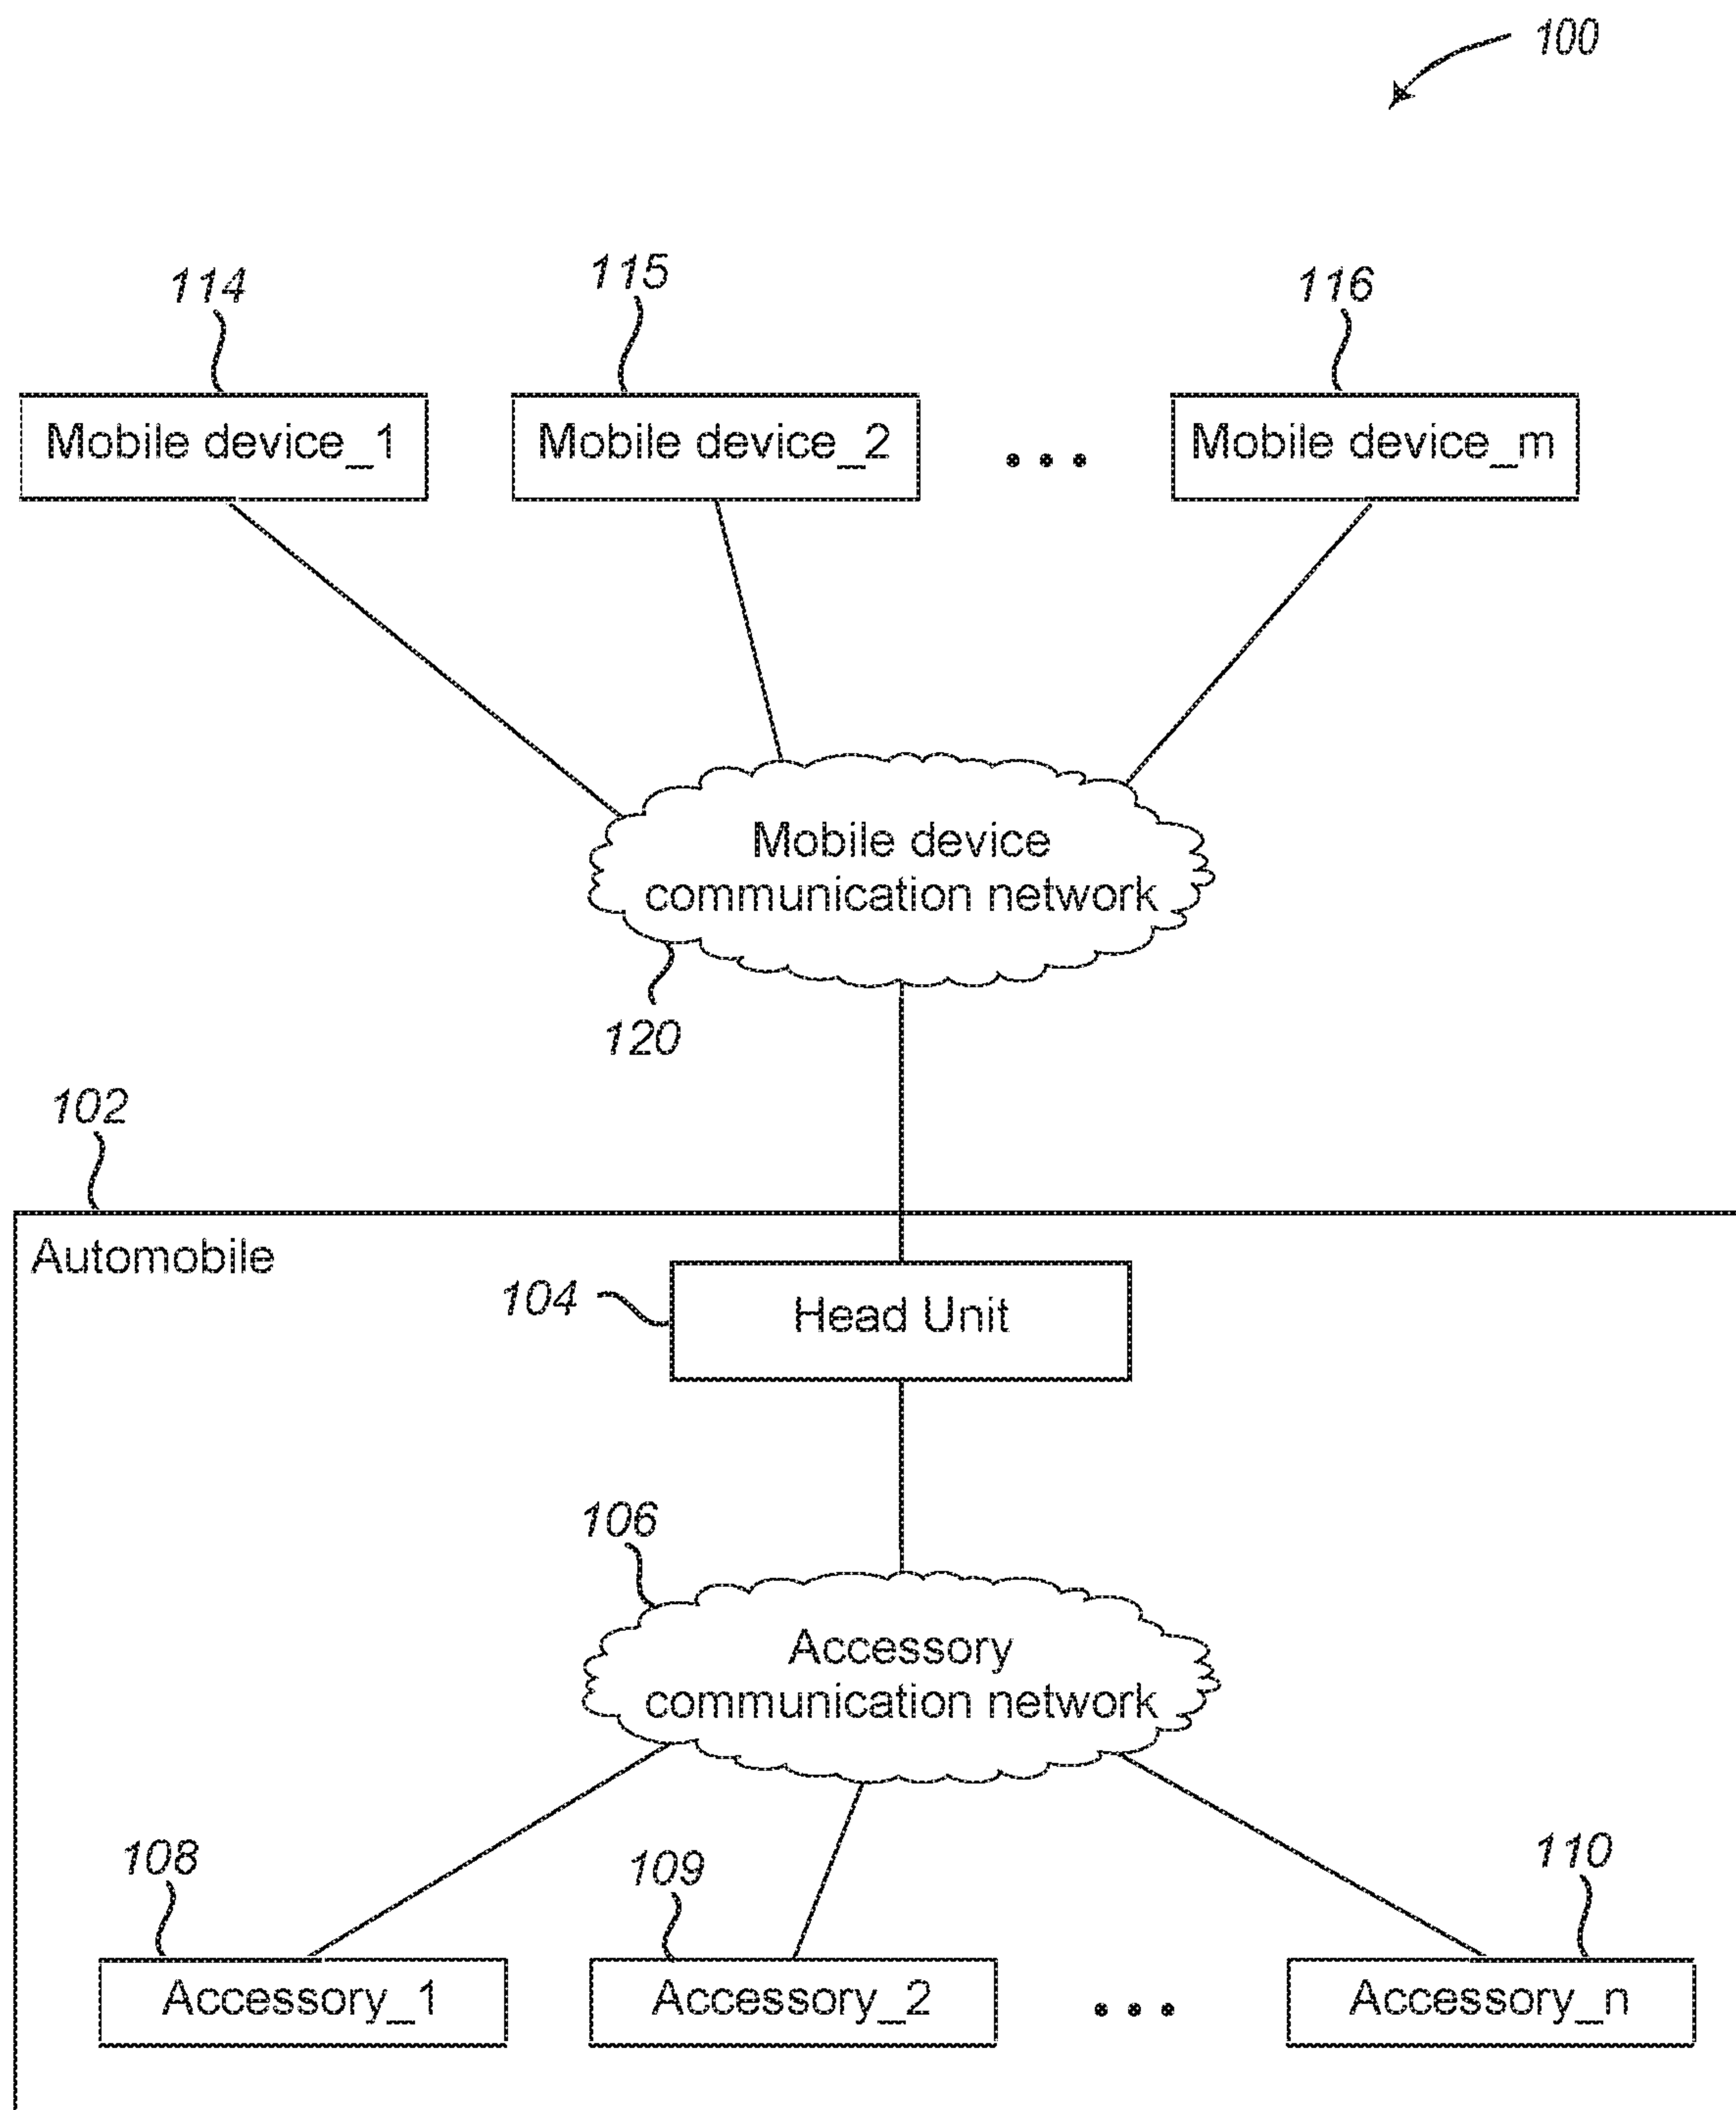 100
114
115
116
Mobile device_1
Mobile device_2
Mobile device_m
Mobile device
communication network
120
102
Automobile
104
Head Unit
106
Accessory
communication network
108
109
110
Accessory_1
Accessory_2
Accessory_n